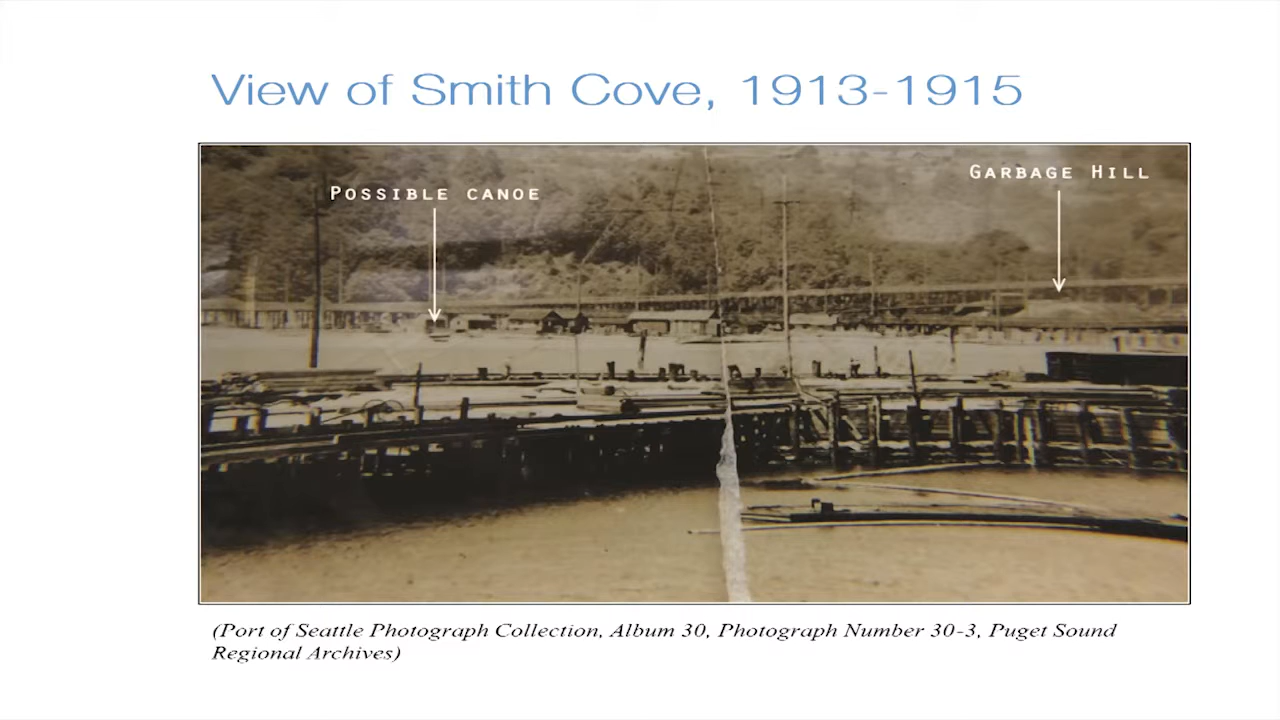 View of Smith Cove, 1913-1915
POSSIBLE CANOE
GARBAGE HILL
(Port of Seattle Photograph Collection, Album 30, Photograph Number 30-3, Puget Sound
Regional Archives)